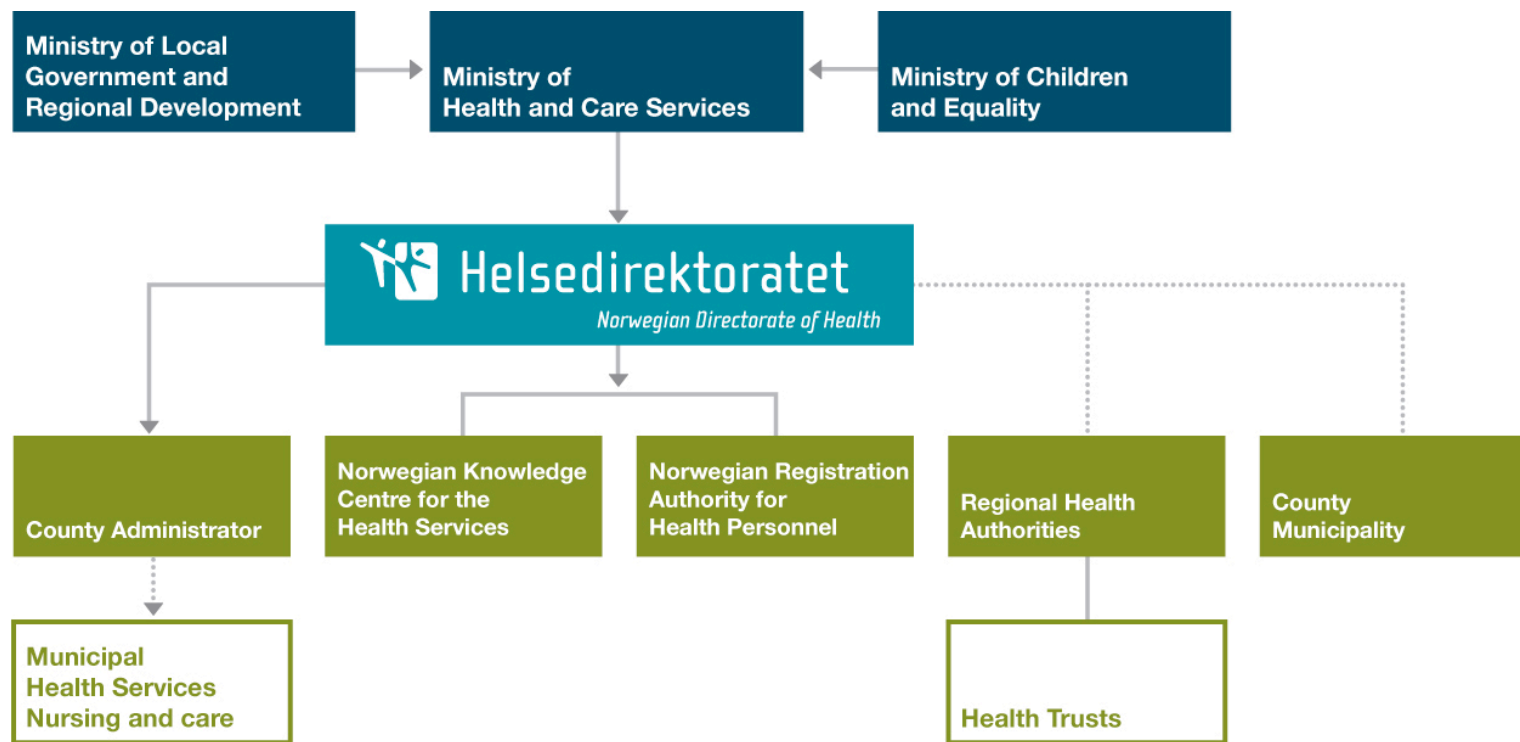 Ministry of Local
Government and
Regional Development
Ministry of
Health and Care Services
Ministry of Children
and Equality
Helsedirektoratet
Norwegian Directorate of Health
County Administrator
Norwegian Knowledge
Centre for the
Health Services
Norwegian Registration
Authority for
Health Personnel
Regional Health
Authorities
County
Municipality
Municipal
Health Services
Nursing and care
Health Trusts